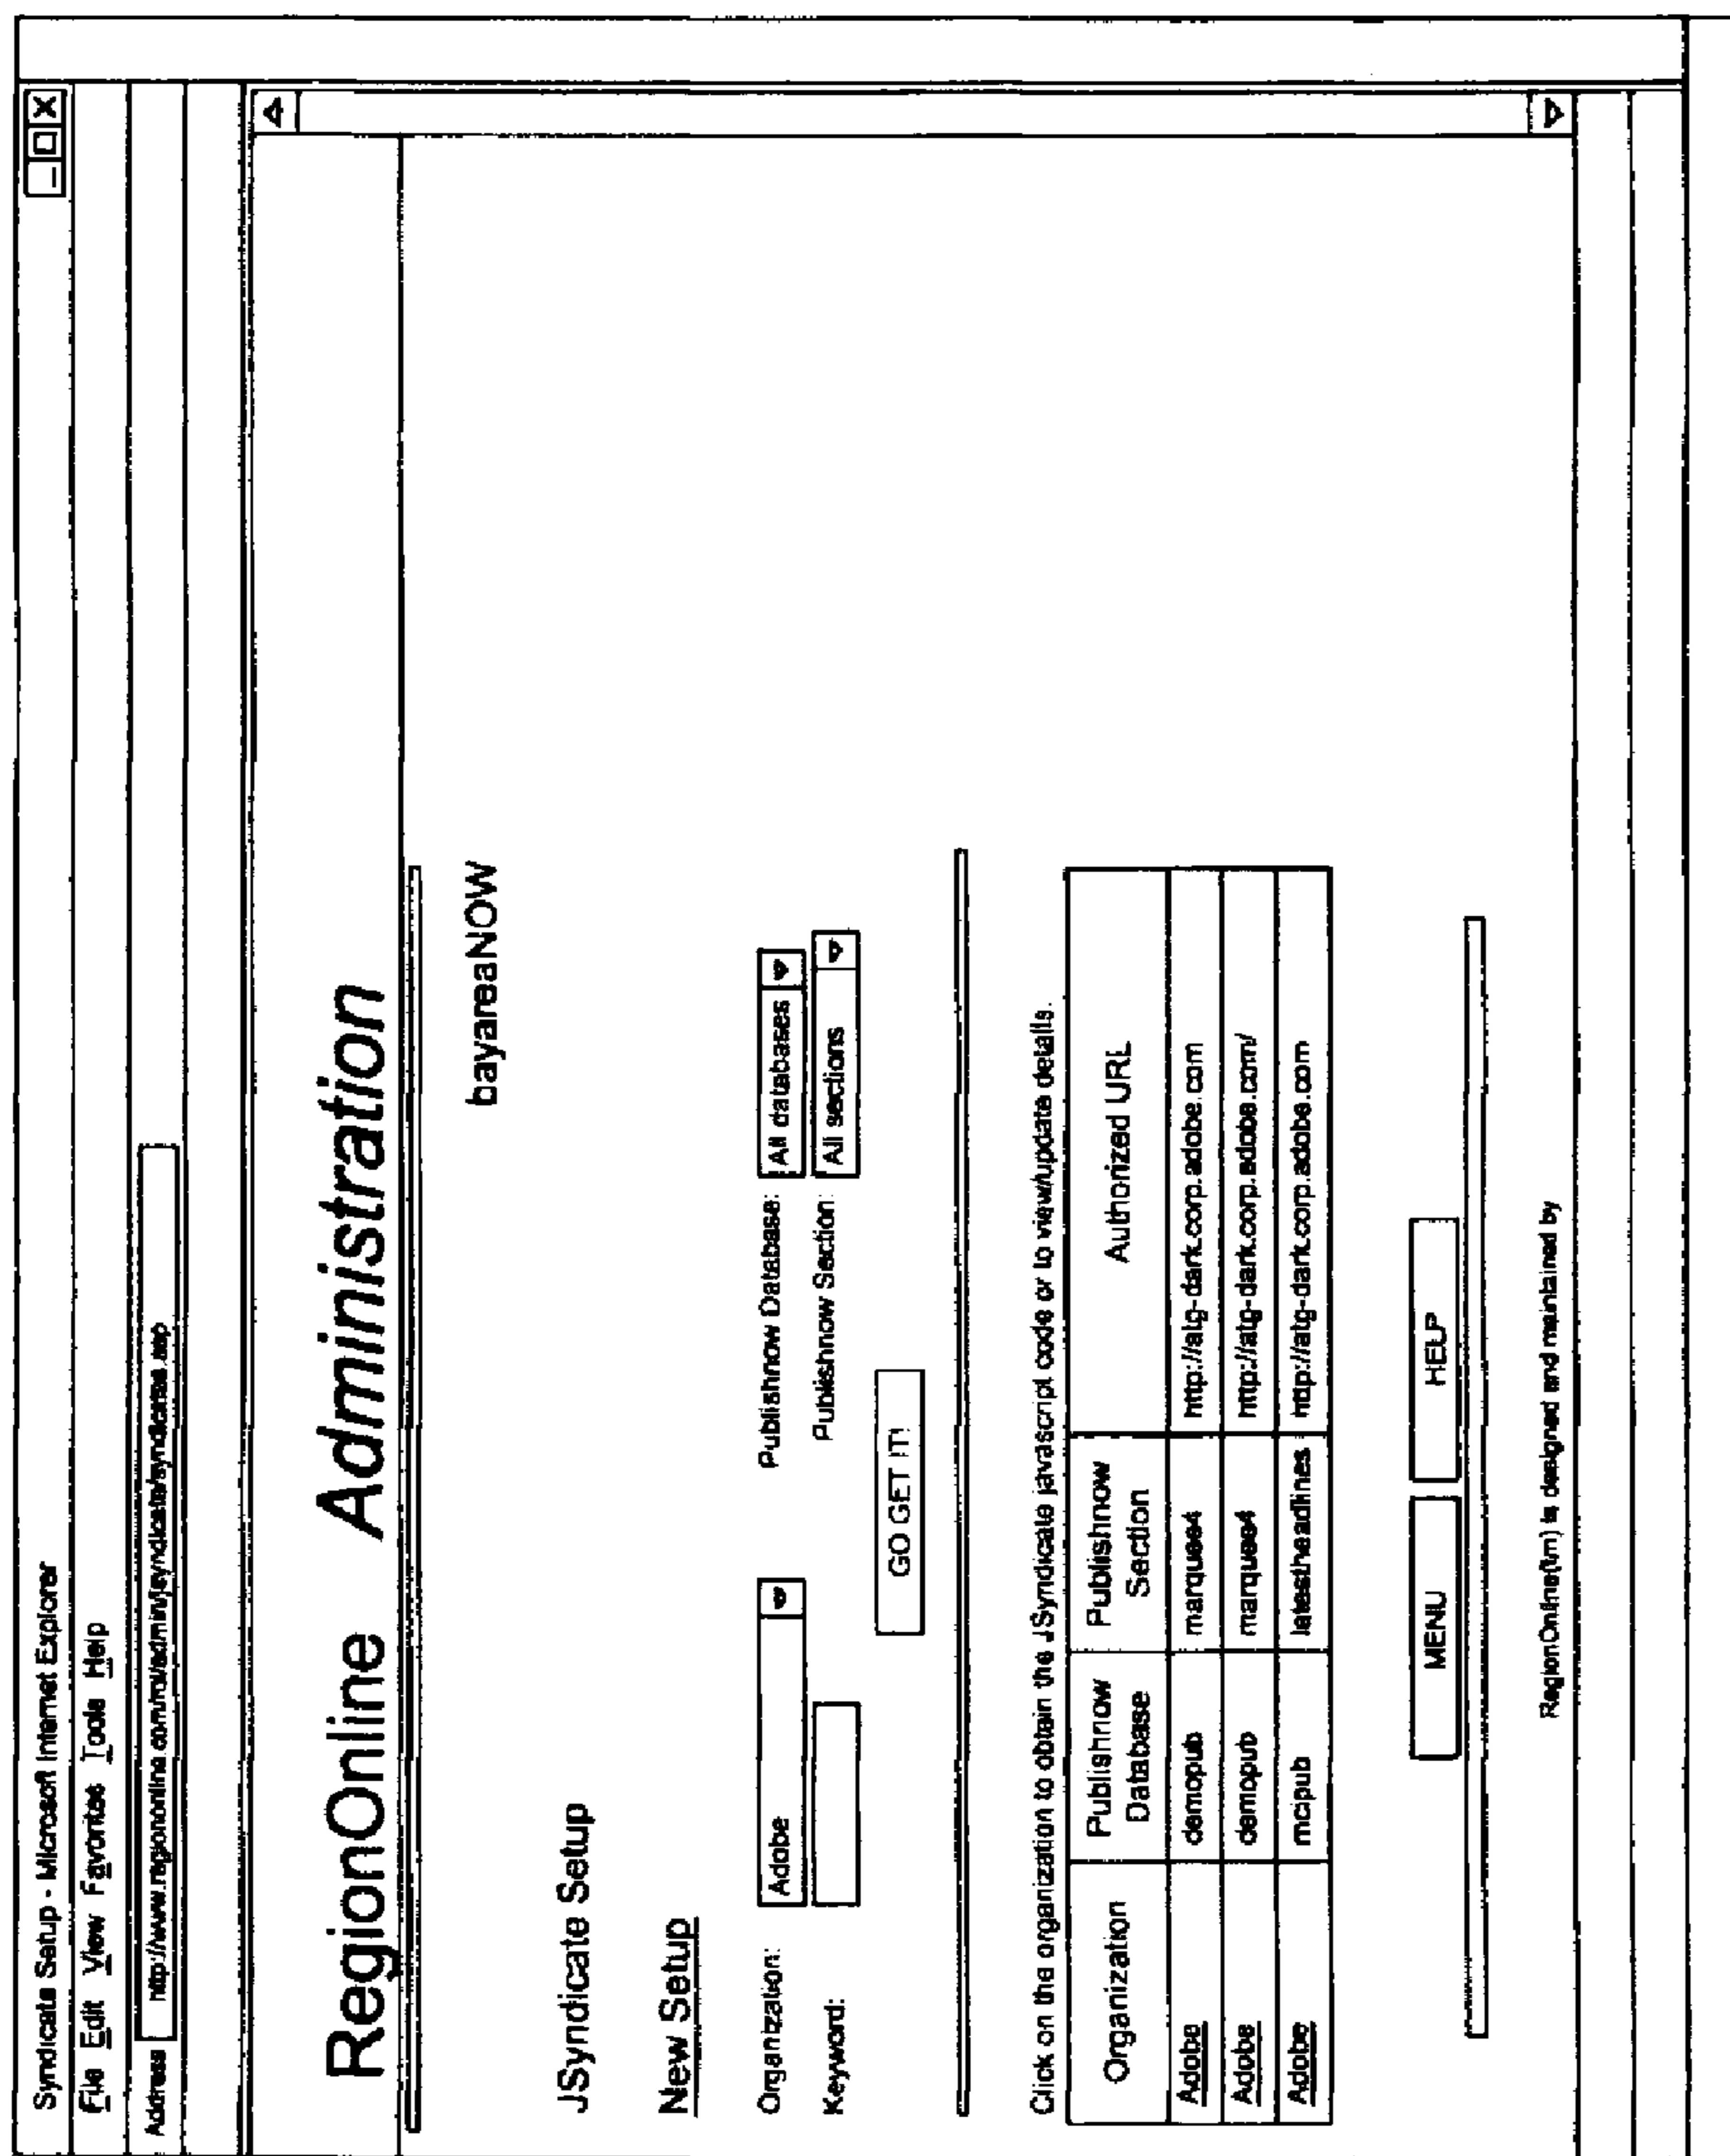 Syndicate Setup - Microsoft Internet Explorer
File Edit View Favorites Tools Help
Address
RegionOnline Administration
bayareaNOW
JSyndicate Setup
New Setup
Organization: Adobe Publishnow Database: All databases
Keyword: Publishnow Section: All sections
GO GET IT!
Click on the organization to obtain the JSyndicate javascript code or to view/update details.
Organization Publishnow Database Publishnow Section Authorized URL
Adobe demopub marquee4 http://atg-dark.corp.adobe.com
Adobe demopub marquee4 http://atg-dark.corp.adobe.com/
Adobe mcipub latestheadlines http://atg-dark.corp.adobe.com
MENU HELP
RegionOnline(tm) is designed and maintained by